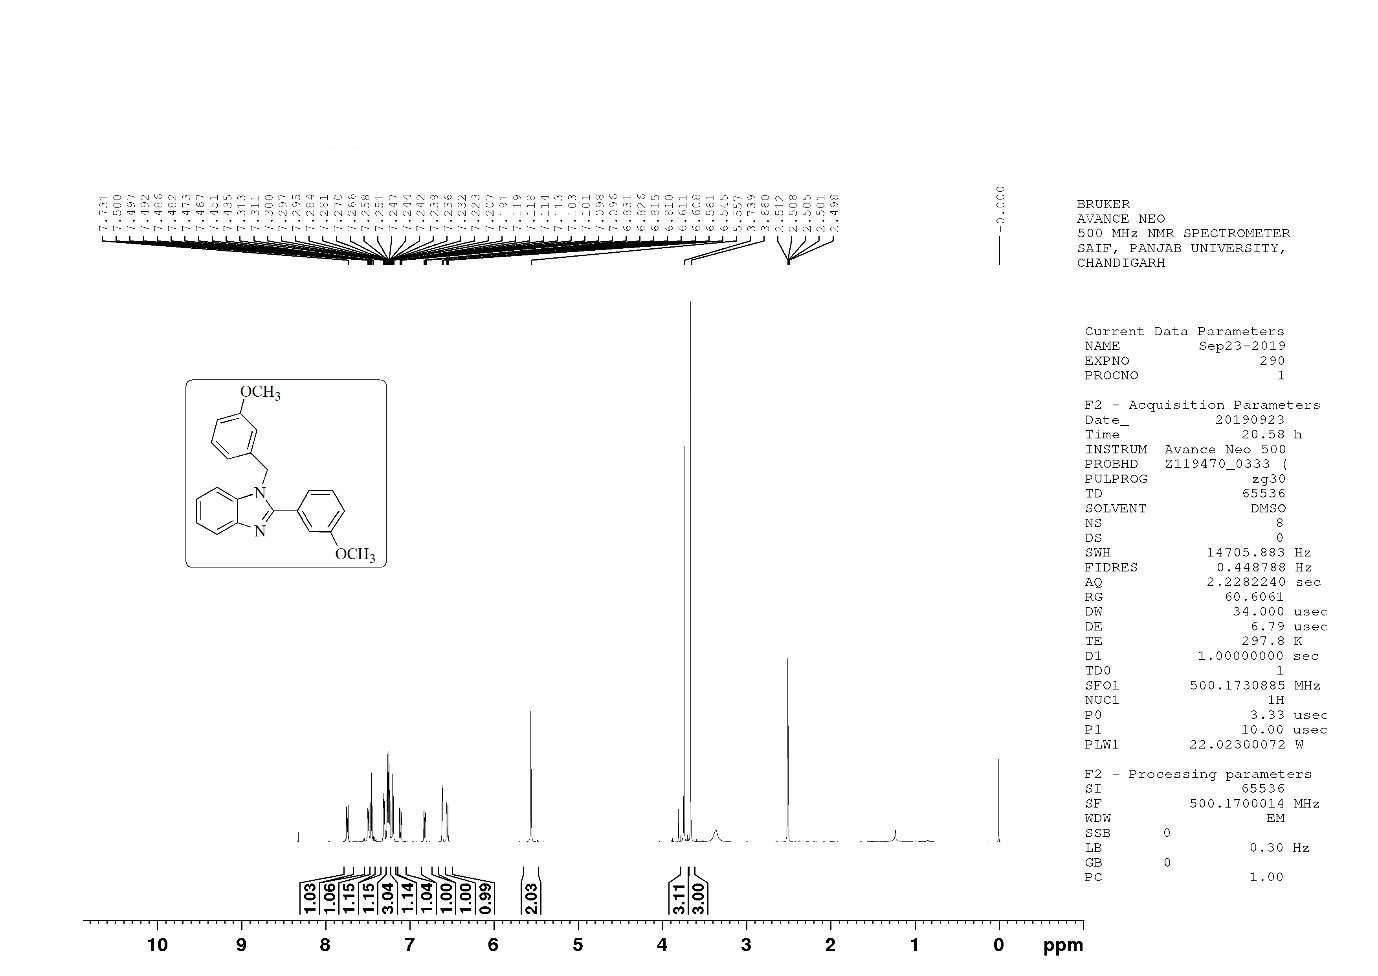 7.731 7.500 7.497 7.492 7.486 7.482 7.473 7.467 7.451 7.435 7.313 7.311 7.300 7.297 7.295 7.284 7.281 7.270 7.266 7.258 7.251 7.247 7.244 7.242 7.239 7.236 7.232 7.223 7.207 7.119 7.118 7.114 7.113 7.103 7.101 7.098 7.096 6.831 6.826 6.815 6.810 6.611 6.608 6.561 6.545 5.557 3.739 3.660 2.512 2.508 2.505 2.501 2.498
-0.000
BRUKER
AVANCE NEO
500 MHz NMR SPECTROMETER
SAIF, PANJAB UNIVERSITY,
CHANDIGARH
Current Data Parameters
NAME Sep23-2019
EXPNO 290
PROCNO 1
F2 - Acquisition Parameters
Date_ 20190923
Time 20.58 h
INSTRUM Avance Neo 500
PROBHD Z119470_0333 (
PULPROG zg30
TD 65536
SOLVENT DMSO
NS 8
DS 0
SWH 14705.883 Hz
FIDRES 0.448788 Hz
AQ 2.2282240 sec
RG 60.6061
DW 34.000 usec
DE 6.79 usec
TE 297.8 K
D1 1.00000000 sec
TD0 1
SFO1 500.1730885 MHz
NUC1 1H
P0 3.33 usec
P1 10.00 usec
PLW1 22.02300072 W
F2 - Processing parameters
SI 65536
SF 500.1700014 MHz
WDW EM
SSB 0
LB 0.30 Hz
GB 0
PC 1.00
OCH3
N
N
OCH3
1.03 1.06 1.15 1.15 3.04 1.14 1.04 1.00 1.00 0.99 2.03 3.11 3.00
10 9 8 7 6 5 4 3 2 1 0 ppm